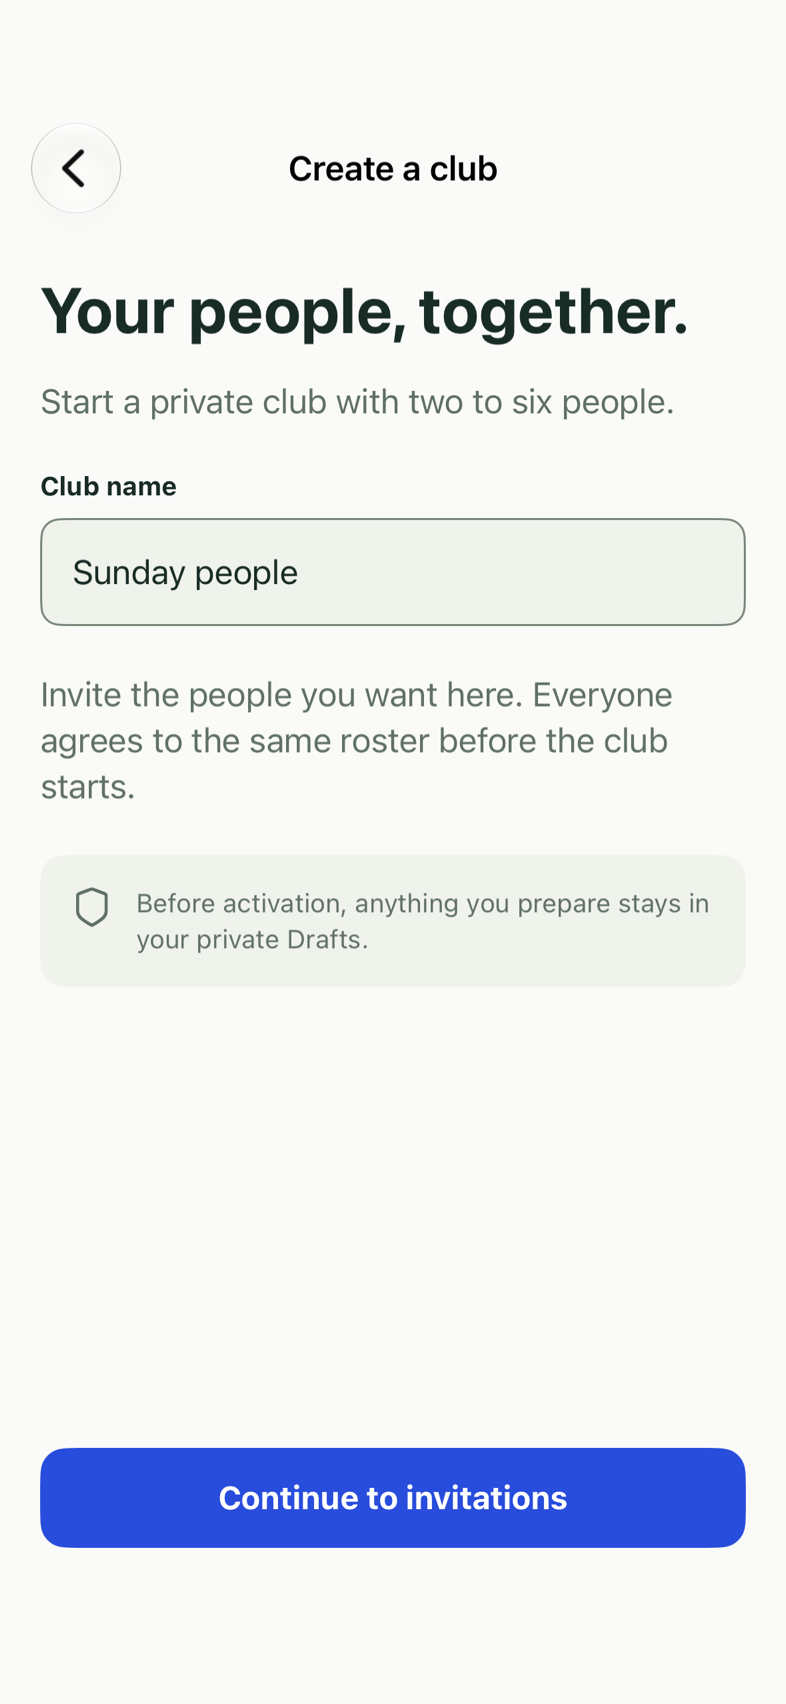 Create a club
Your people, together.
Start a private club with two to six people.
Club name
Sunday people
Invite the people you want here. Everyone
agrees to the same roster before the club
starts.
Before activation, anything you prepare stays in
your private Drafts.
Continue to invitations